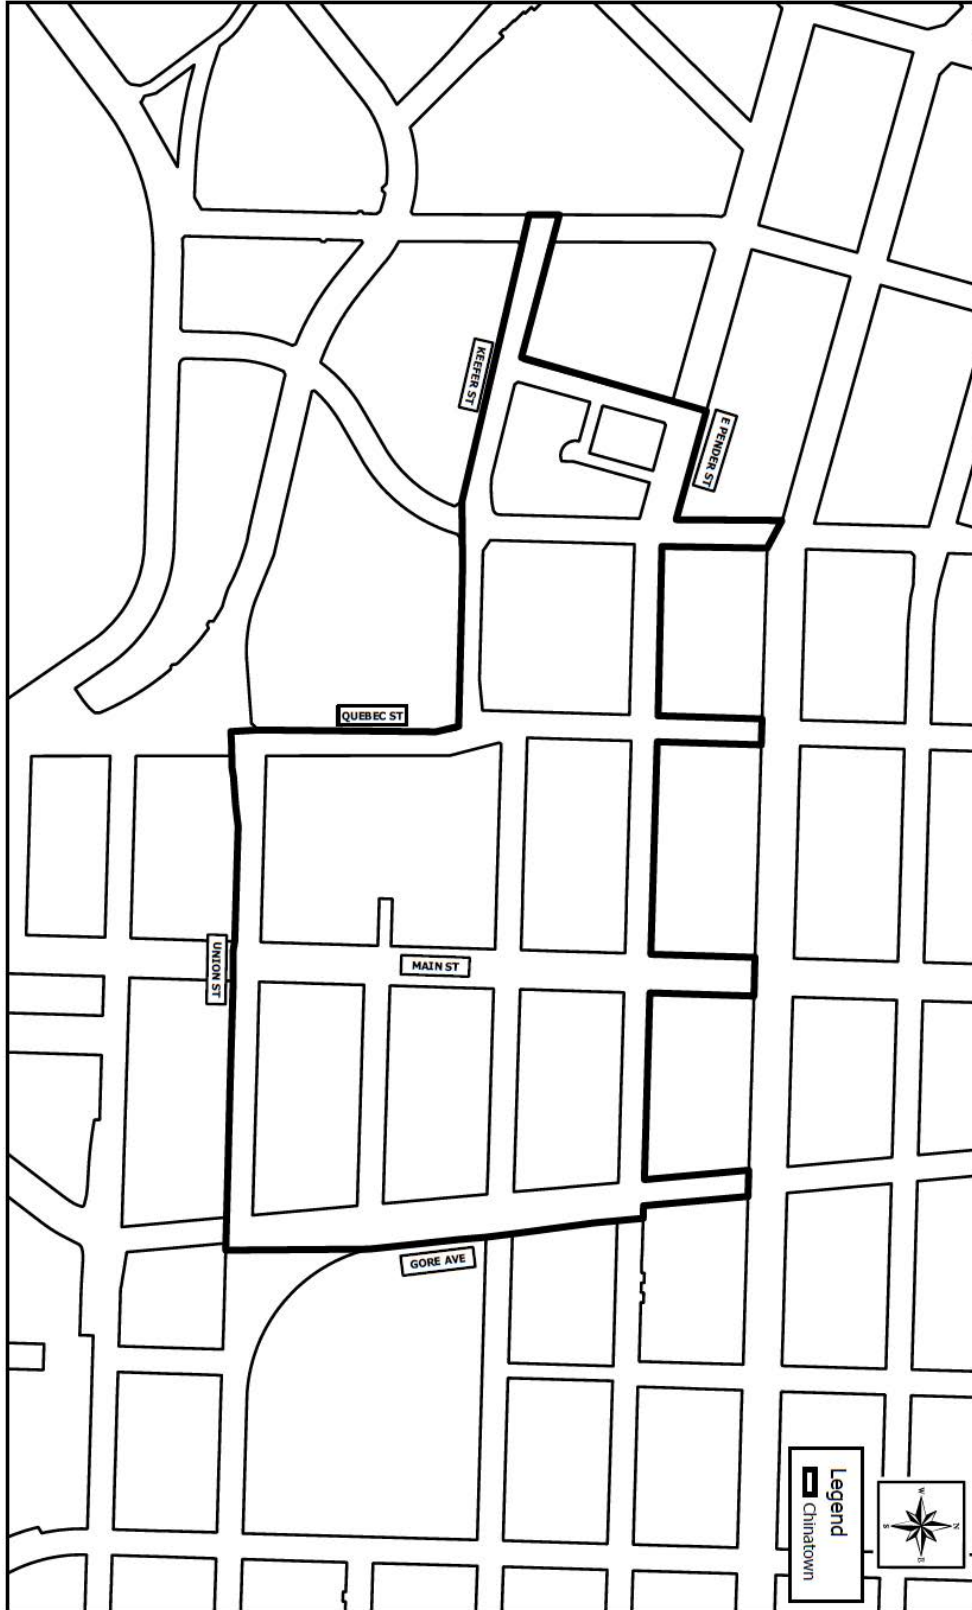 KEEFER ST
E PENDER ST
QUEBEC ST
UNION ST
MAIN ST
GORE AVE
Legend
Chinatown
N
W
E
S